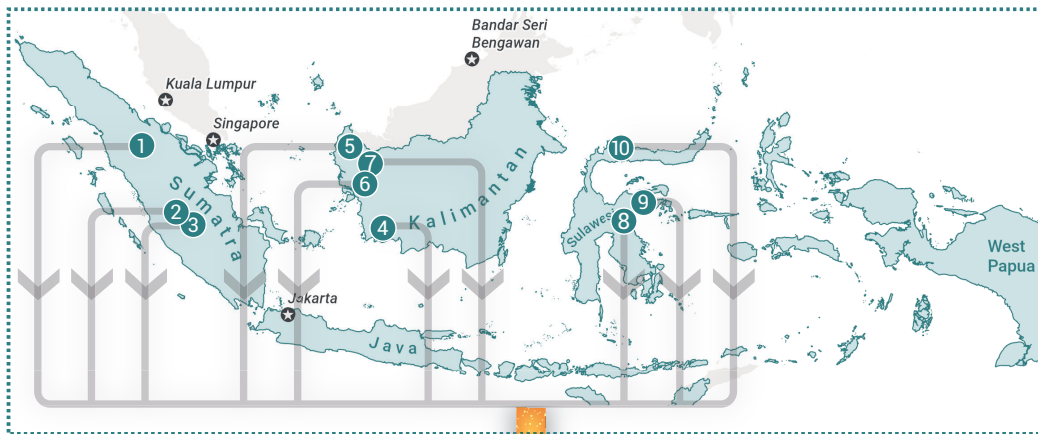 Bandar Seri
Bengawan
Kuala Lumpur
Singapore
1
5
7
10
6
Sumatra
Kalimantan
2
3
4
9
8
Sulawesi
West
Papua
Jakarta
Java